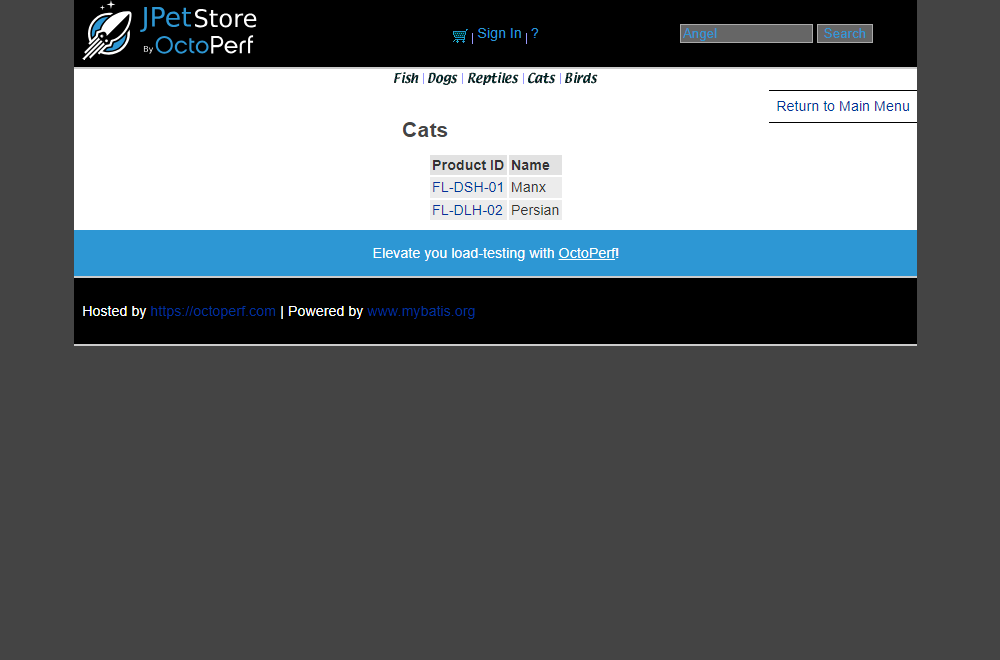 JPetStore
By OctoPerf
Sign In
?
Angel
Search
Fish | Dogs | Reptiles | Cats | Birds
Return to Main Menu
Cats
Product ID Name
FL-DSH-01 Manx
FL-DLH-02 Persian
Elevate you load-testing with OctoPerf!
Hosted by https://octoperf.com | Powered by www.mybatis.org